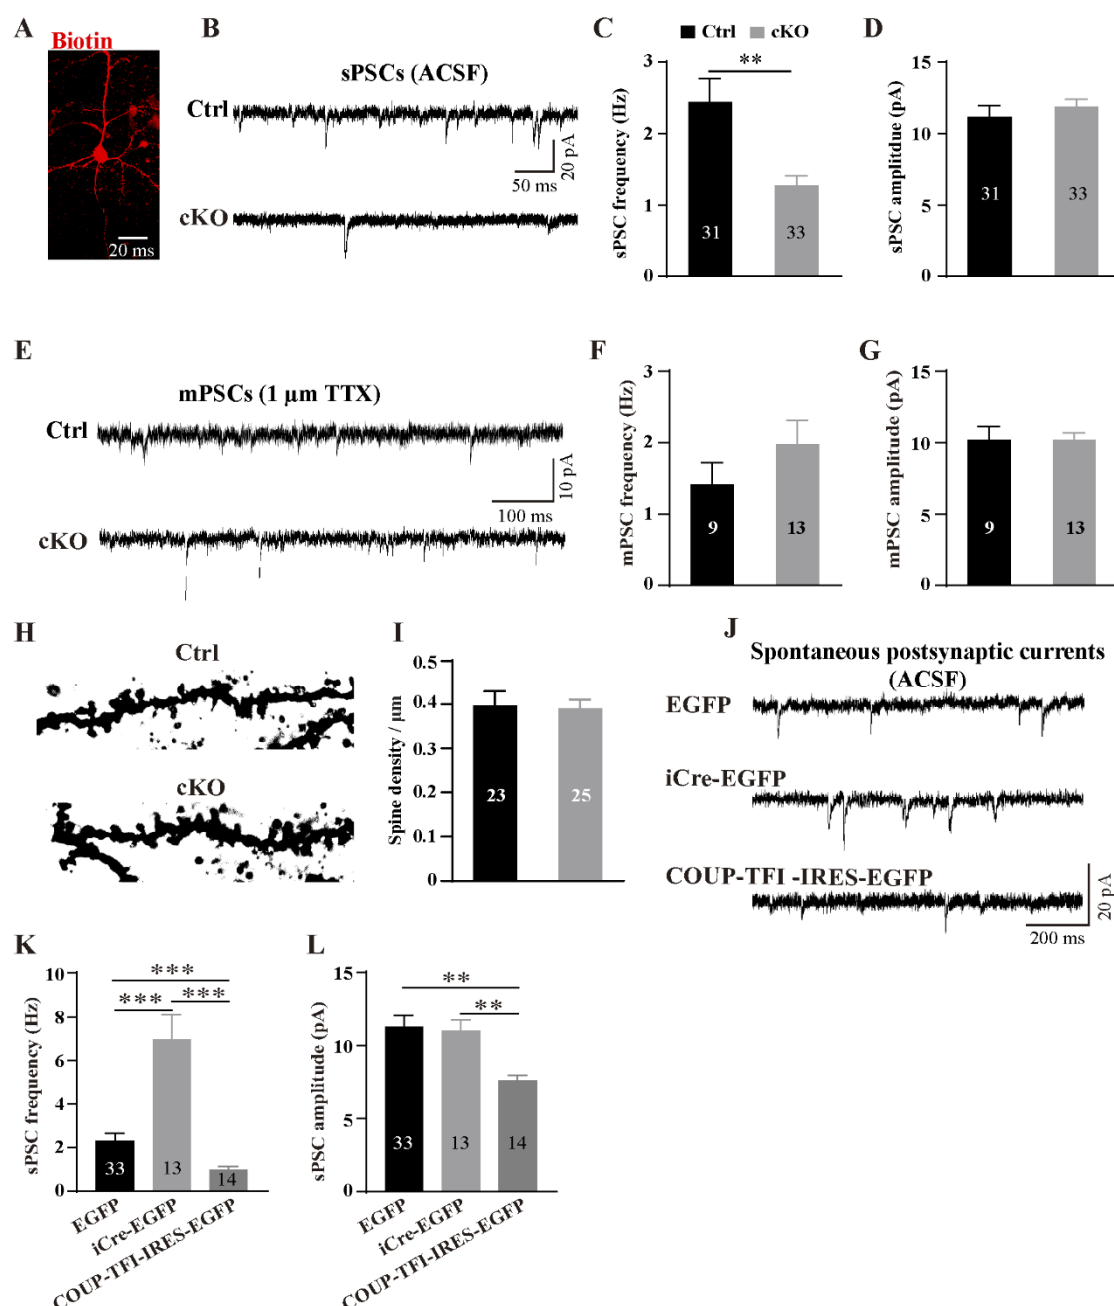 A
Biotin
20 ms
B
sPSCs (ACSF)
Ctrl
20 pA
50 ms
cKO
C
Ctrl cKO
**
sPSC frequency (Hz)
3
2
1
0
31
33
D
sPSC amplitdue (pA)
15
10
5
0
31
33
E
mPSCs (1 µm TTX)
Ctrl
10 pA
100 ms
cKO
F
mPSC frequency (Hz)
3
2
1
0
9
13
G
mPSC amplitude (pA)
15
10
5
0
9
13
H
Ctrl
cKO
I
Spine density / µm
0.5
0.4
0.3
0.2
0.1
0
23
25
J
Spontaneous postsynaptic currents
(ACSF)
EGFP
iCre-EGFP
COUP-TFI -IRES-EGFP
20 pA
200 ms
K
sPSC frequency (Hz)
10
8
6
4
2
0
***
*** ***
33
13
14
EGFP
iCre-EGFP
COUP-TFI-IRES-EGFP
L
sPSC amplitude (pA)
15
10
5
0
**
**
33
13
14
EGFP
iCre-EGFP
COUP-TFI-IRES-EGFP